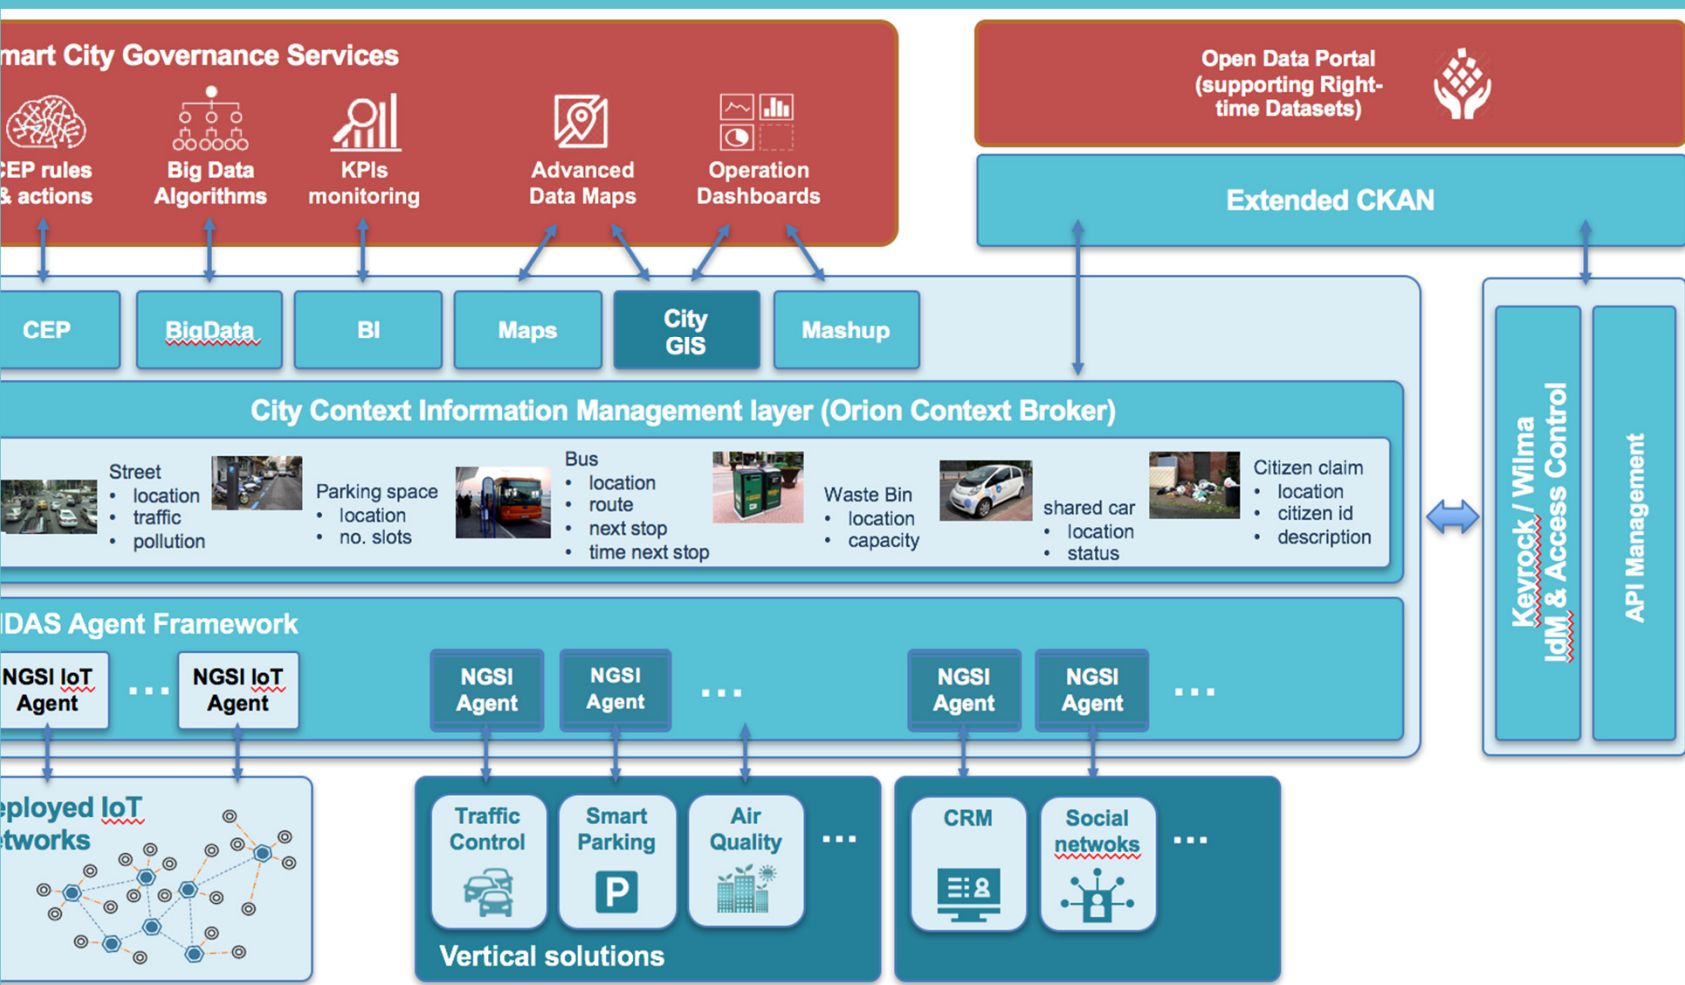 mart City Governance Services
CEP rules
& actions
Big Data
Algorithms
KPIs
monitoring
Advanced
Data Maps
Operation
Dashboards
Open Data Portal
(supporting Right-
time Datasets)
Extended CKAN
CEP
BigData
BI
Maps
City
GIS
Mashup
City Context Information Management layer (Orion Context Broker)
Street
• location
• traffic
• pollution
Parking space
• location
• no. slots
Bus
• location
• route
• next stop
• time next stop
Waste Bin
• location
• capacity
shared car
• location
• status
Citizen claim
• location
• citizen id
• description
Keyrock / Wilma
IdM & Access Control
API Management
IDAS Agent Framework
NGSI IoT
Agent
...
NGSI IoT
Agent
NGSI
Agent
NGSI
Agent
...
NGSI
Agent
NGSI
Agent
...
eployed IoT
etworks
Traffic
Control
Smart
Parking
P
Air
Quality
...
Vertical solutions
CRM
Social
netwoks
...